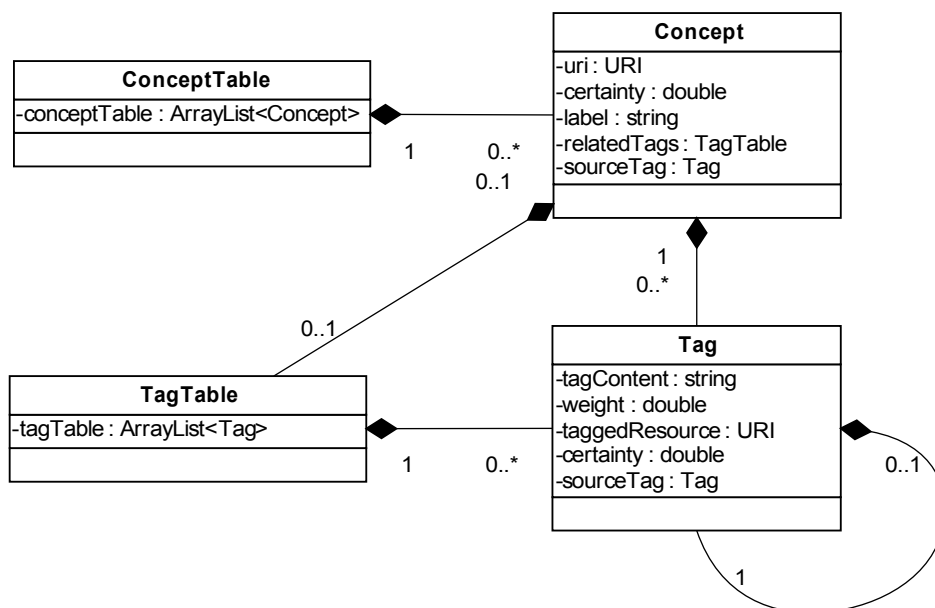 Concept
-uri : URI
-certainty : double
-label : string
-relatedTags : TagTable
-sourceTag : Tag
ConceptTable
-conceptTable : ArrayList<Concept>
1
0..*
0..1
1
0..*
0..1
Tag
-tagContent : string
-weight : double
-taggedResource : URI
-certainty : double
-sourceTag : Tag
TagTable
-tagTable : ArrayList<Tag>
1
0..*
0..1
1